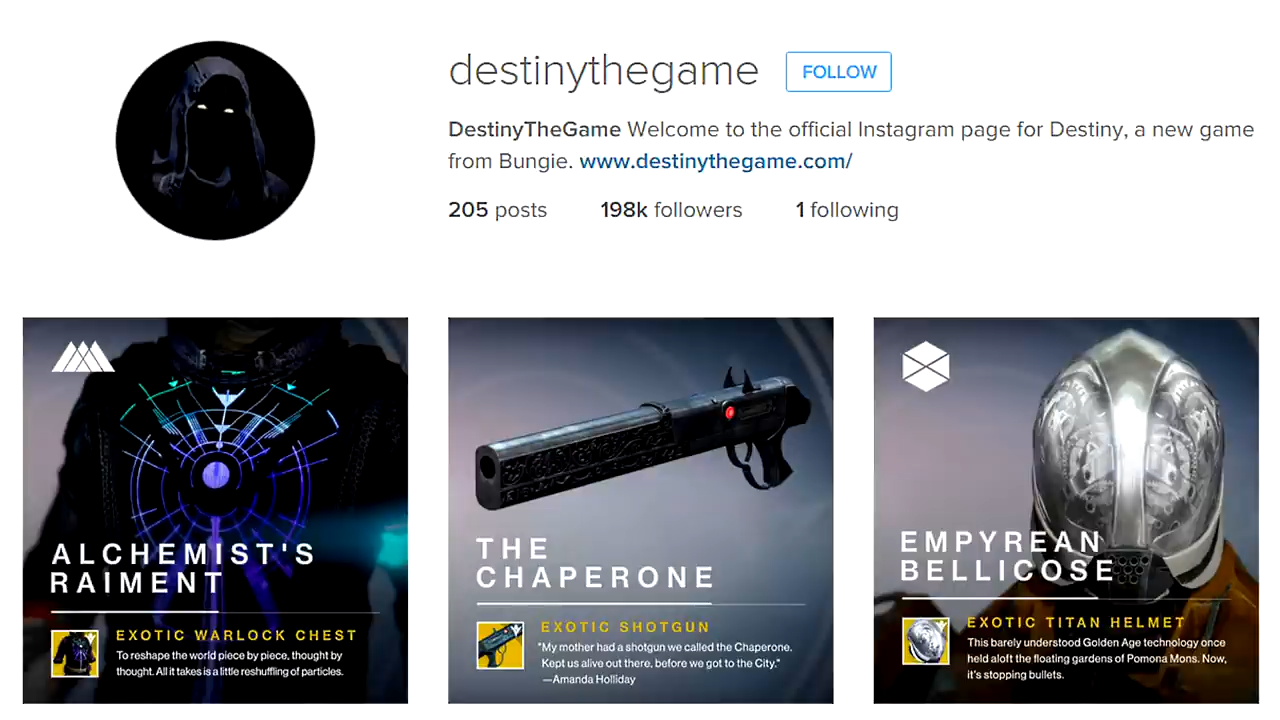 destinythegame FOLLOW
DestinyTheGame Welcome to the official Instagram page for Destiny, a new game
from Bungie. www.destinythegame.com/
205 posts 198k followers 1 following
ALCHEMIST'S
RAIMENT
EXOTIC WARLOCK CHEST
To reshape the world piece by piece, thought by
thought. All it takes is a little reshuffling of particles.
THE
CHAPERONE
EXOTIC SHOTGUN
"My mother had a shotgun we called the Chaperone.
Kept us alive out there, before we got to the City."
—Amanda Holliday
EMPYREAN
BELLICOSE
EXOTIC TITAN HELMET
This barely understood Golden Age technology once
held aloft the floating gardens of Pomona Mons. Now,
it's stopping bullets.